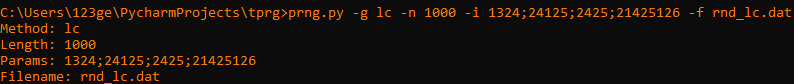 C:\Users\123ge\PycharmProjects\tprg>prng.py -g lc -n 1000 -i 1324;24125;2425;21425126 -f rnd_lc.dat
Method: lc
Length: 1000
Params: 1324;24125;2425;21425126
Filename: rnd_lc.dat